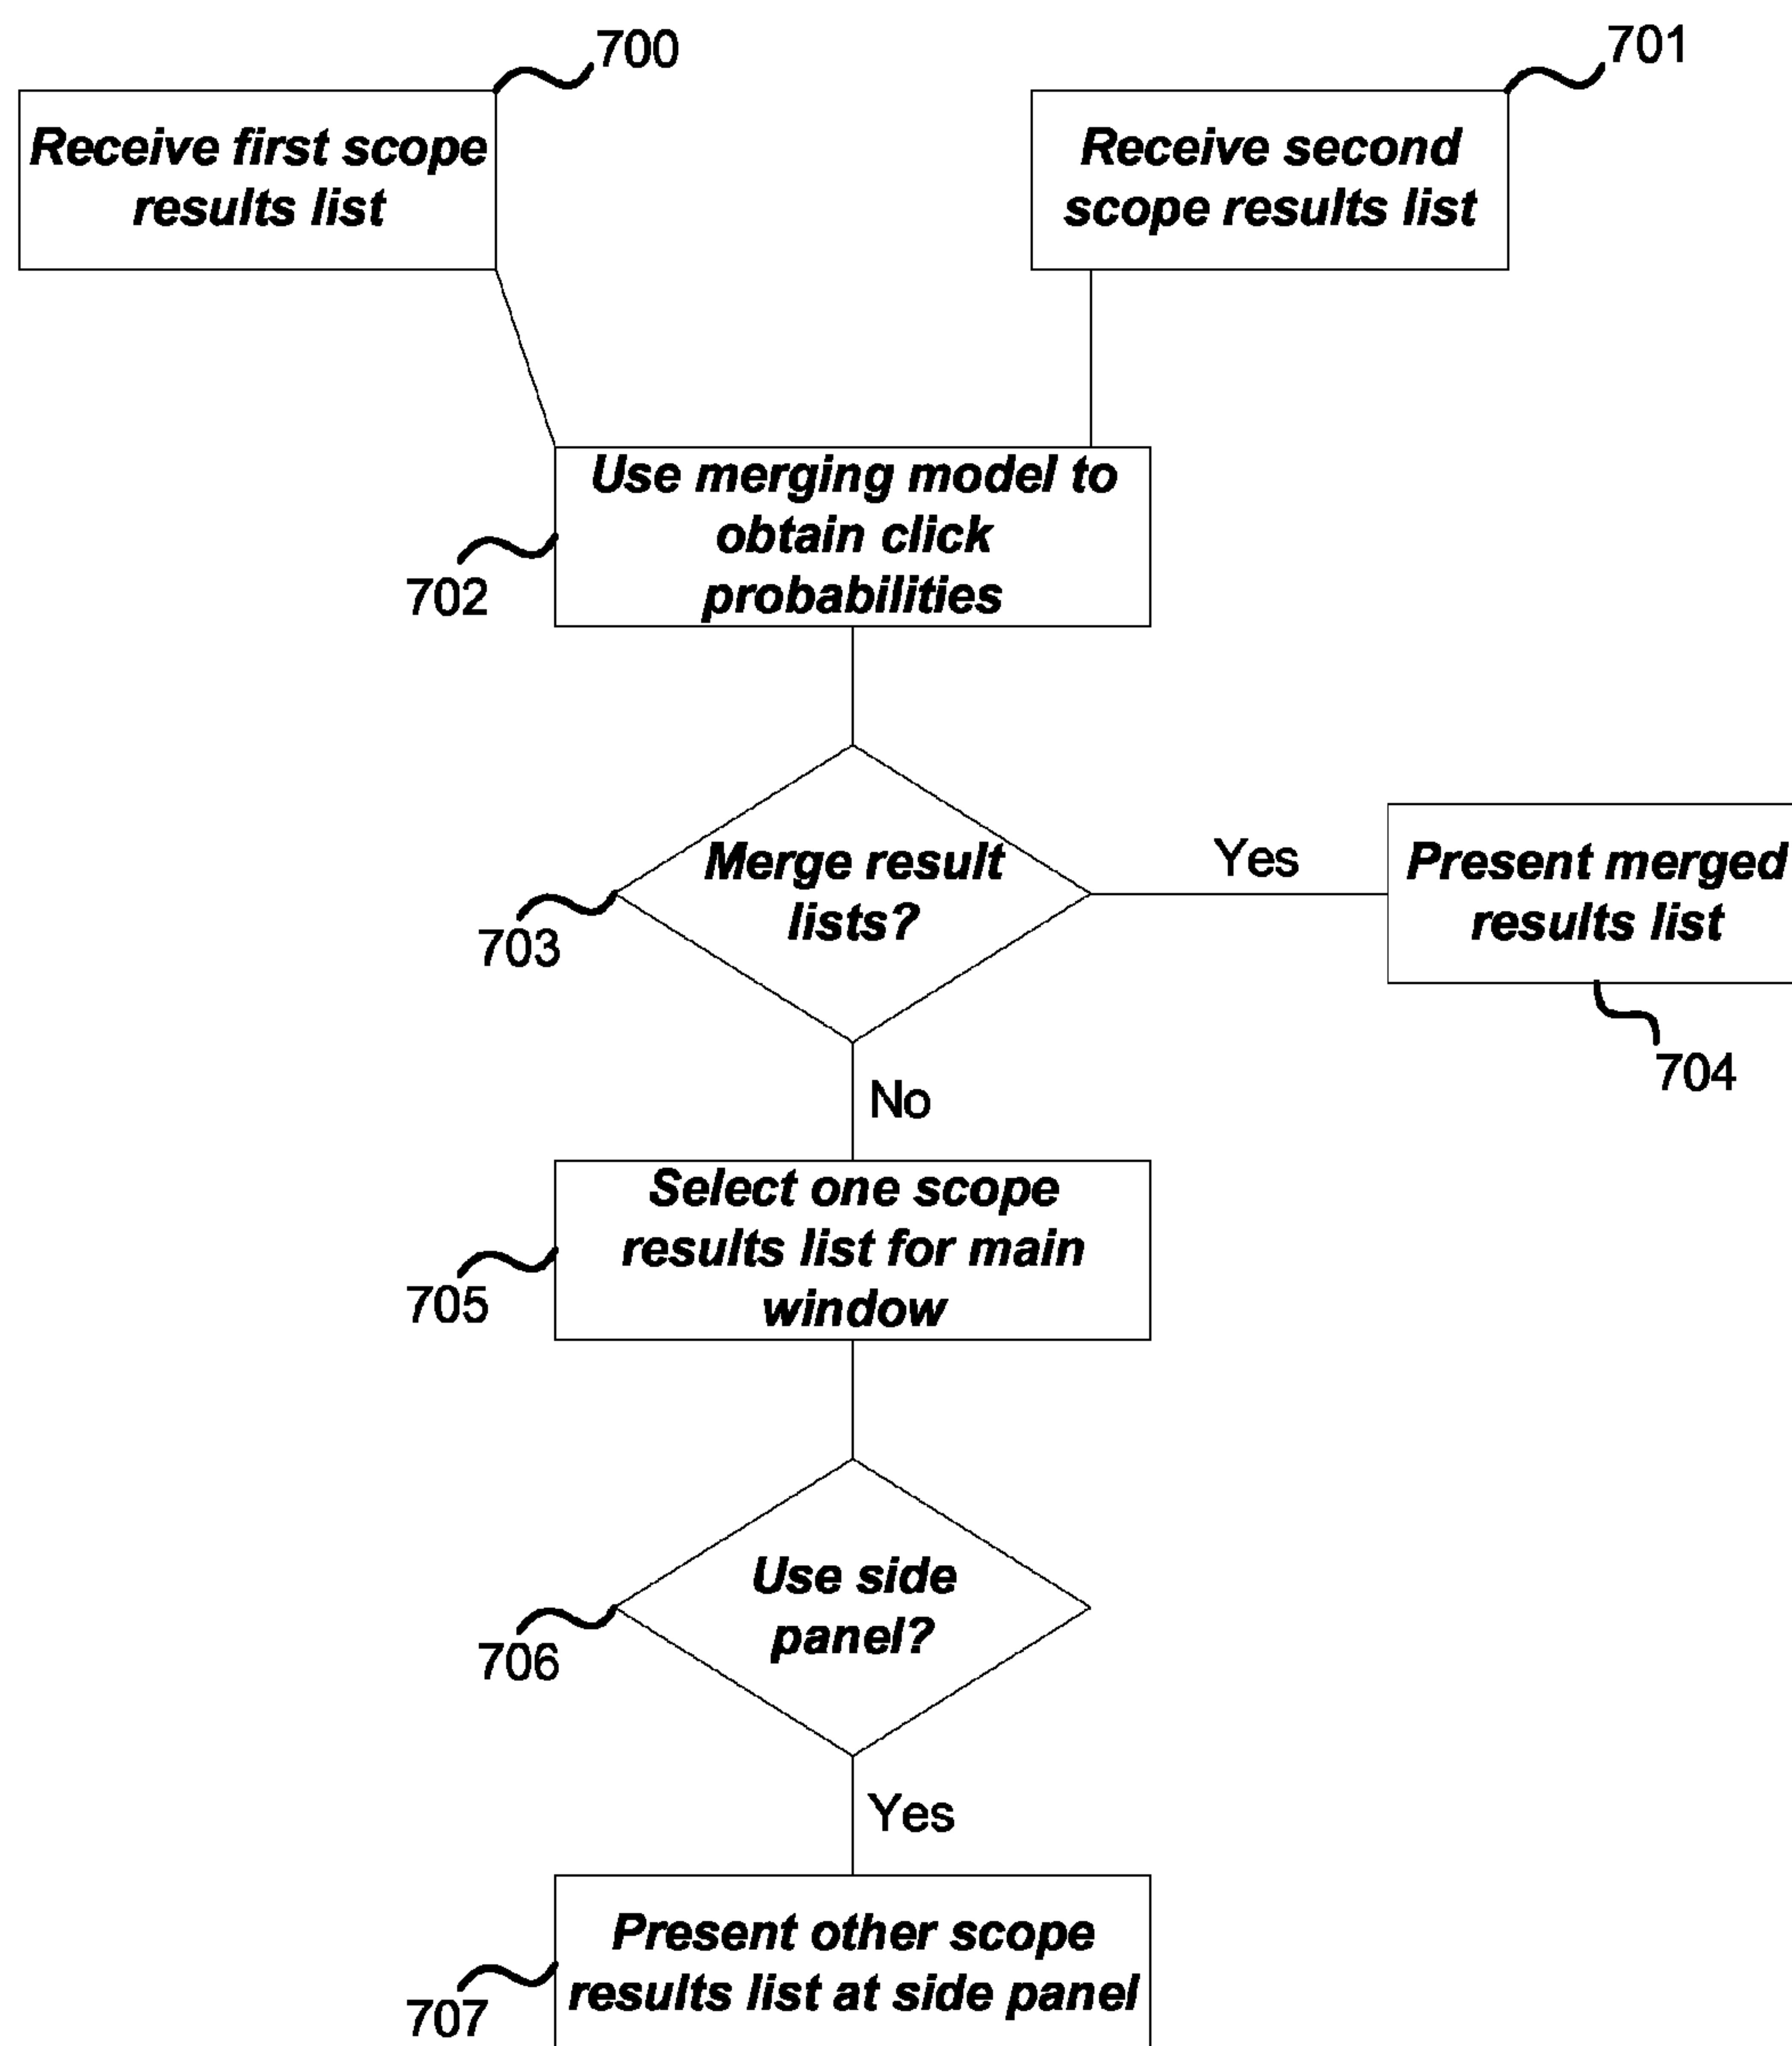 700
701
Receive first scope
results list
Receive second
scope results list
Use merging model to
obtain click
probabilities
702
Merge result
lists?
703
Yes
Present merged
results list
704
No
Select one scope
results list for main
window
705
Use side
panel?
706
Yes
Present other scope
results list at side panel
707